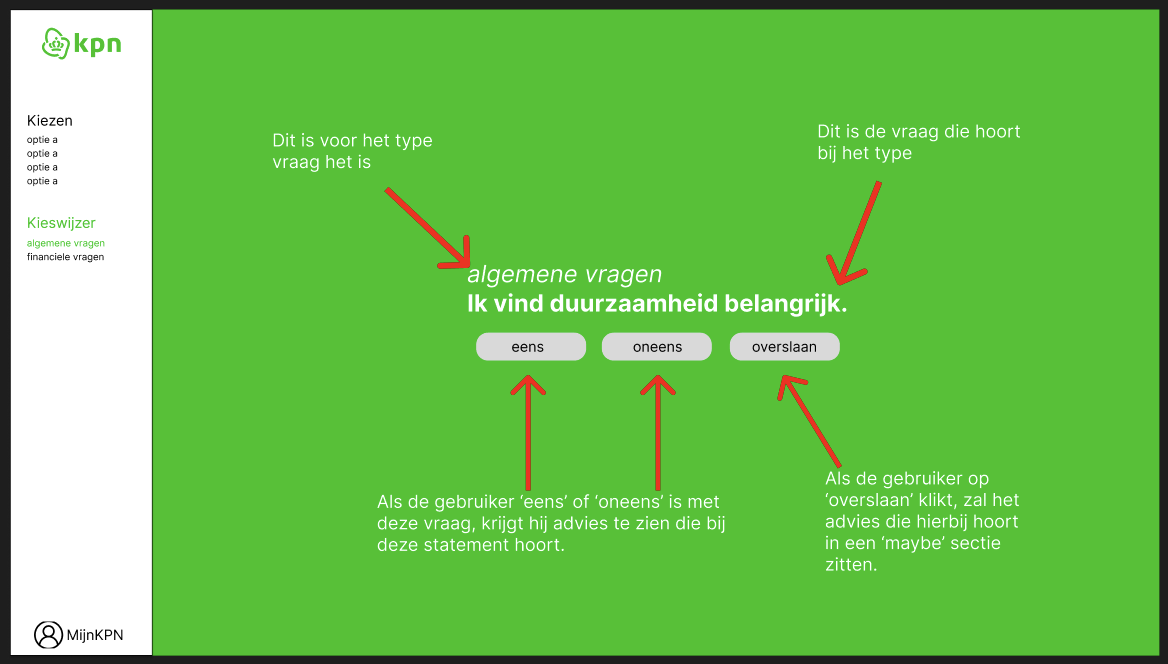 kpn
Kiezen
optie a
optie a
optie a
optie a
Kieswijzer
algemene vragen
financiele vragen
MijnKPN
Dit is voor het type
vraag het is
Dit is de vraag die hoort
bij het type
algemene vragen
Ik vind duurzaamheid belangrijk.
eens
oneens
overslaan
Als de gebruiker ‘eens’ of ‘oneens’ is met
deze vraag, krijgt hij advies te zien die bij
deze statement hoort.
Als de gebruiker op
‘overslaan’ klikt, zal het
advies die hierbij hoort
in een ‘maybe’ sectie
zitten.